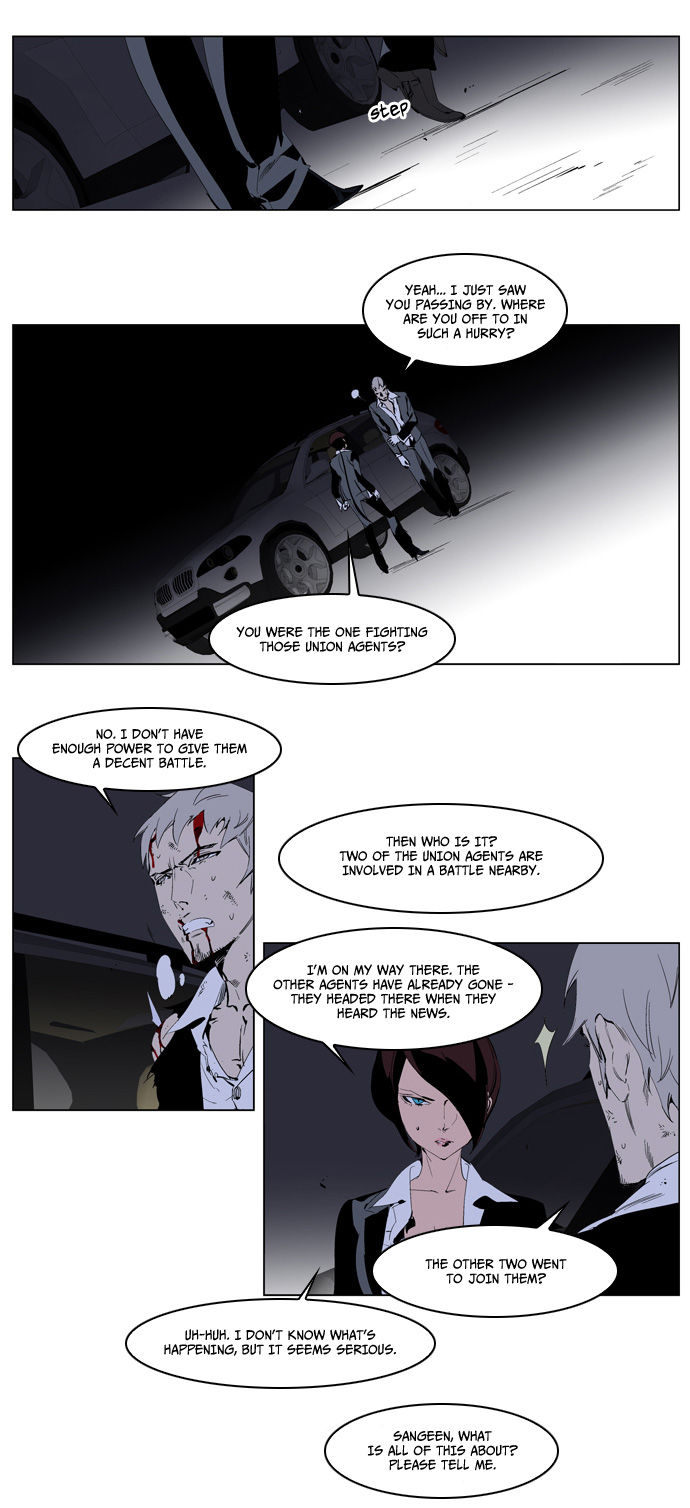 step
YEAH... I JUST SAW
YOU PASSING BY. WHERE
ARE YOU OFF TO IN
SUCH A HURRY?
YOU WERE THE ONE FIGHTING
THOSE UNION AGENTS?
NO. I DON'T HAVE
ENOUGH POWER TO GIVE THEM
A DECENT BATTLE.
THEN WHO IS IT?
TWO OF THE UNION AGENTS ARE
INVOLVED IN A BATTLE NEARBY.
I'M ON MY WAY THERE. THE
OTHER AGENTS HAVE ALREADY GONE -
THEY HEADED THERE WHEN THEY
HEARD THE NEWS.
THE OTHER TWO WENT
TO JOIN THEM?
UH-HUH. I DON'T KNOW WHAT'S
HAPPENING, BUT IT SEEMS SERIOUS.
SANGEEN, WHAT
IS ALL OF THIS ABOUT?
PLEASE TELL ME.